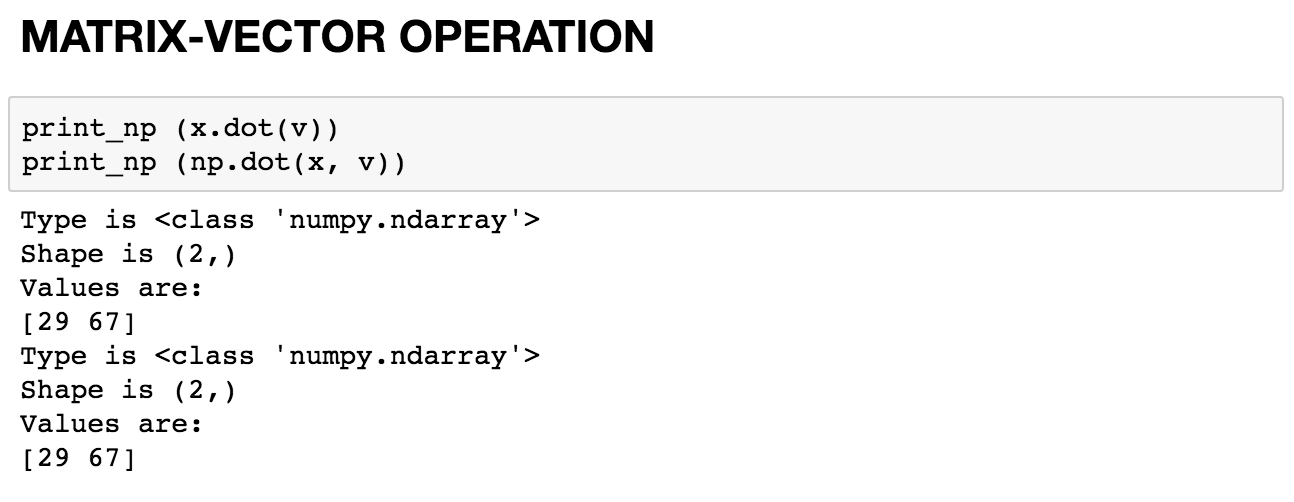 MATRIX-VECTOR OPERATION
print_np (x.dot(v))
print_np (np.dot(x, v))
Type is <class 'numpy.ndarray'>
Shape is (2,)
Values are:
[29 67]
Type is <class 'numpy.ndarray'>
Shape is (2,)
Values are:
[29 67]